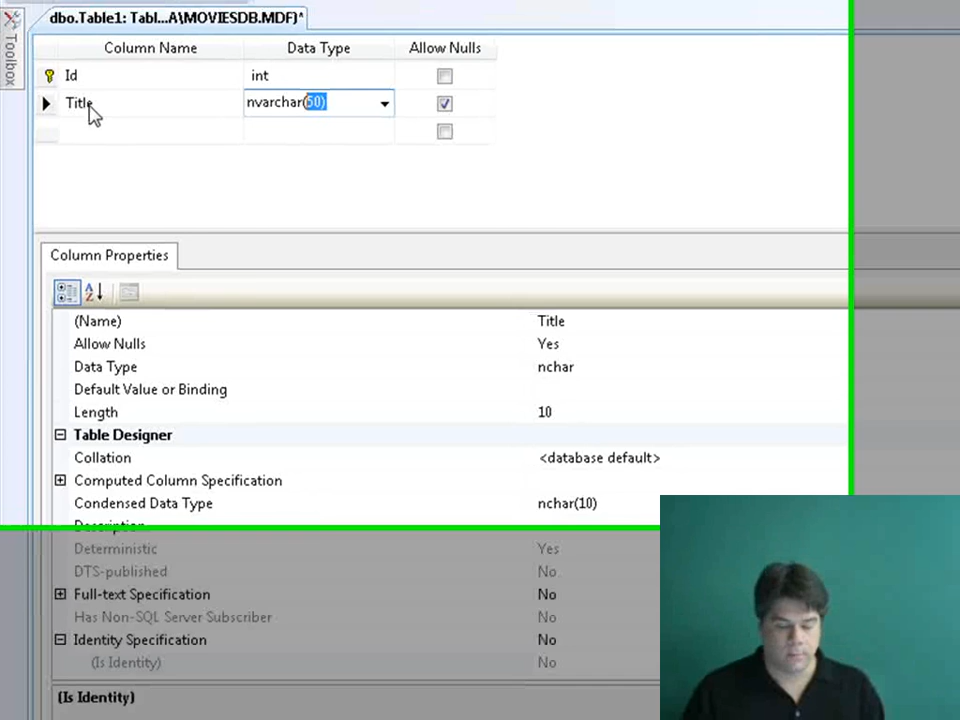 dbo.Table1: Tabl...A\MOVIESDB.MDF)*
Toolbox
Column Name Data Type Allow Nulls
Id int
Title nvarchar(50)
Column Properties
(Name) Title
Allow Nulls Yes
Data Type nchar
Default Value or Binding
Length 10
Table Designer
Collation <database default>
Computed Column Specification
Condensed Data Type nchar(10)
Description
Deterministic Yes
DTS-published No
Full-text Specification No
Has Non-SQL Server Subscriber No
Identity Specification No
(Is Identity) No
(Is Identity)